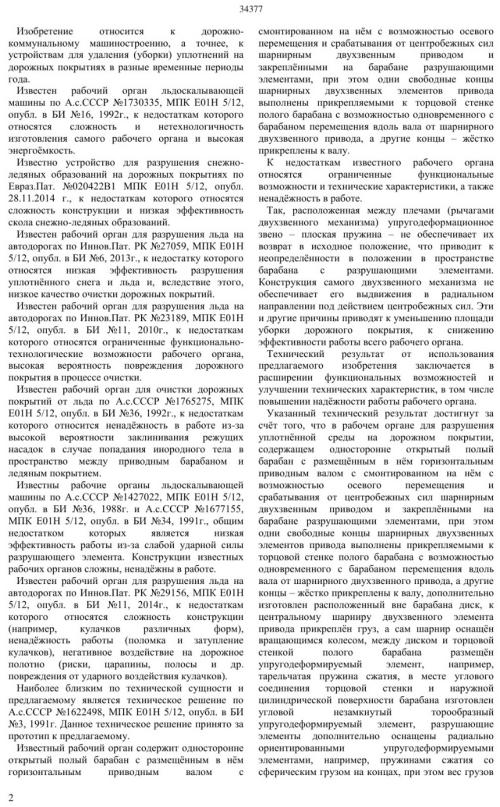 34377
Изобретение относится к дорожно-
коммунальному машиностроению, а точнее, к
устройствам для удаления (уборки) уплотнений на
дорожных покрытиях в разные временные периоды
года.
Известен рабочий орган льдоскалывающей
машины по А.с.СССР №1730335, МПК E01H 5/12,
опубл. в БИ №16, 1992г., к недостаткам которого
относятся сложность и нетехнологичность
изготовления самого рабочего органа и высокая
энергоёмкость.
Известно устройство для разрушения снежно-
ледяных образований на дорожных покрытиях по
Евраз.Пат. №020422B1 МПК E01H 5/12, опубл.
28.11.2014 г., к недостаткам которого относятся
сложность конструкции и низкая эффективность
скола снежно-ледяных образований.
Известен рабочий орган для разрушения льда на
автодорогах по Иннов.Пат. РК №27059, МПК E01H
5/12, опубл. в БИ №6, 2013г., к недостатку которого
относятся низкая эффективность разрушения
уплотнённого снега и льда и, вследствие этого,
низкое качество очистки дорожных покрытий.
Известен рабочий орган для разрушения льда на
автодорогах по Иннов.Пат. РК №23189, МПК E01H
5/12, опубл. в БИ №11, 2010г., к недостаткам
которого относятся ограниченные функционально-
технологические возможности рабочего органа,
высокая вероятность повреждения дорожного
покрытия в процессе очистки.
Известен рабочий орган для очистки дорожных
покрытий от льда по А.с.СССР №1765275, МПК
E01H 5/12, опубл. в БИ №36, 1992г., к недостаткам
которого относится ненадёжность в работе из-за
высокой вероятности заклинивания режущих
насадок в случае попадания инородного тела в
пространство между приводным барабаном и
ледяным покрытием.
Известны рабочие органы льдоскалывающей
машины по А.с.СССР №1427022, МПК E01H 5/12,
опубл. в БИ №36, 1988г. и А.с.СССР №1677155,
МПК E01H 5/12, опубл. в БИ №34, 1991г., общим
недостатком которых является низкая
эффективность работы из-за слабой ударной силы
разрушающего элемента. Конструкции известных
рабочих органов сложны, ненадёжны в работе.
Известен рабочий орган для разрушения льда на
автодорогах по Иннов.Пат. РК №29156, МПК E01H
5/12, опубл. в БИ №11, 2014г., к недостаткам
которого относятся сложность конструкции
(например, кулачков различных форм),
ненадёжность работы (поломка и затупление
кулачков), негативное воздействие на дорожное
полотно (риски, царапины, полосы и др.
повреждения от ударного воздействия кулачков).
Наиболее близким по технической сущности и
предлагаемому является техническое решение по
А.с.СССР №1622498, МПК E01H 5/12, опубл. в БИ
№3, 1991г. Данное техническое решение принято за
прототип к предлагаемому.
Известный рабочий орган содержит односторонне
открытый полый барабан с размещённым в нём
горизонтальным приводным валом с
смонтированном на нём с возможностью осевого
перемещения и срабатывания от центробежных сил
шарнирным двухзвенным приводом и
закреплёнными на барабане разрушающими
элементами, при этом одни свободные концы
шарнирных двухзвенных элементов привода
выполнены прикрепляемыми к торцовой стенке
полого барабана с возможностью одновременного с
барабаном перемещения вдоль вала от шарнирного
двухзвенного привода, а другие концы – жёстко
прикреплены к валу.
К недостаткам известного рабочего органа
относятся ограниченные функциональные
возможности и технические характеристики, а также
ненадёжность в работе.
Так, расположенные между плечами (рычагами
двухзвенного механизма) упругодеформационное
звено – плоская пружина – не обеспечивает их
возврат в исходное положение, что приводит к
неопределённости в положении в пространстве
барабана с разрушающими элементами.
Конструкция самого двухзвенного механизма не
обеспечивает его выдвижения в радиальном
направлении под действием центробежных сил. Эти
и другие причины приводят к уменьшению площади
уборки дорожного покрытия, к снижению
эффективности работы всего рабочего органа.
Технический результат от использования
предлагаемого изобретения заключается в
расширении функциональных возможностей и
улучшении технических характеристик, в том числе
повышении надёжности работы рабочего органа.
Указанный технический результат достигнут за
счёт того, что в рабочем органе для разрушения
уплотнённой среды на дорожном покрытии,
содержащем односторонне открытый полый
барабан с размещённым в нём горизонтальным
приводным валом с смонтированном на нём с
возможностью осевого перемещения и
срабатывания от центробежных сил шарнирным
двухзвенным приводом и закреплёнными на
барабане разрушающими элементами, при этом
одни свободные концы шарнирных двухзвенных
элементов привода выполнены прикрепляемыми к
торцовой стенке полого барабана с возможностью
одновременного с барабаном перемещения вдоль
вала от шарнирного двухзвенного привода, а другие
концы – жёстко прикреплены к валу, дополнительно
изготовлен расположенный вне барабана диск, к
центральному шарниру двухзвенного элемента
привода прикреплён груз, а сам шарнир оснащён
вращающимся колесом, между диском и торцовой
стенкой полого барабана размещён
упругодеформируемый элемент, например,
тарельчатая пружина сжатия, в месте углового
соединения торцовой стенки и наружной
цилиндрической поверхности барабана изготовлен
угловой незамкнутый торообразный
упругодеформируемый элемент, разрушающие
элементы дополнительно оснащены радиально
ориентированными упругодеформируемыми
элементами, например, пружинами сжатия со
сферическим грузом на концах, при этом вес грузов
2